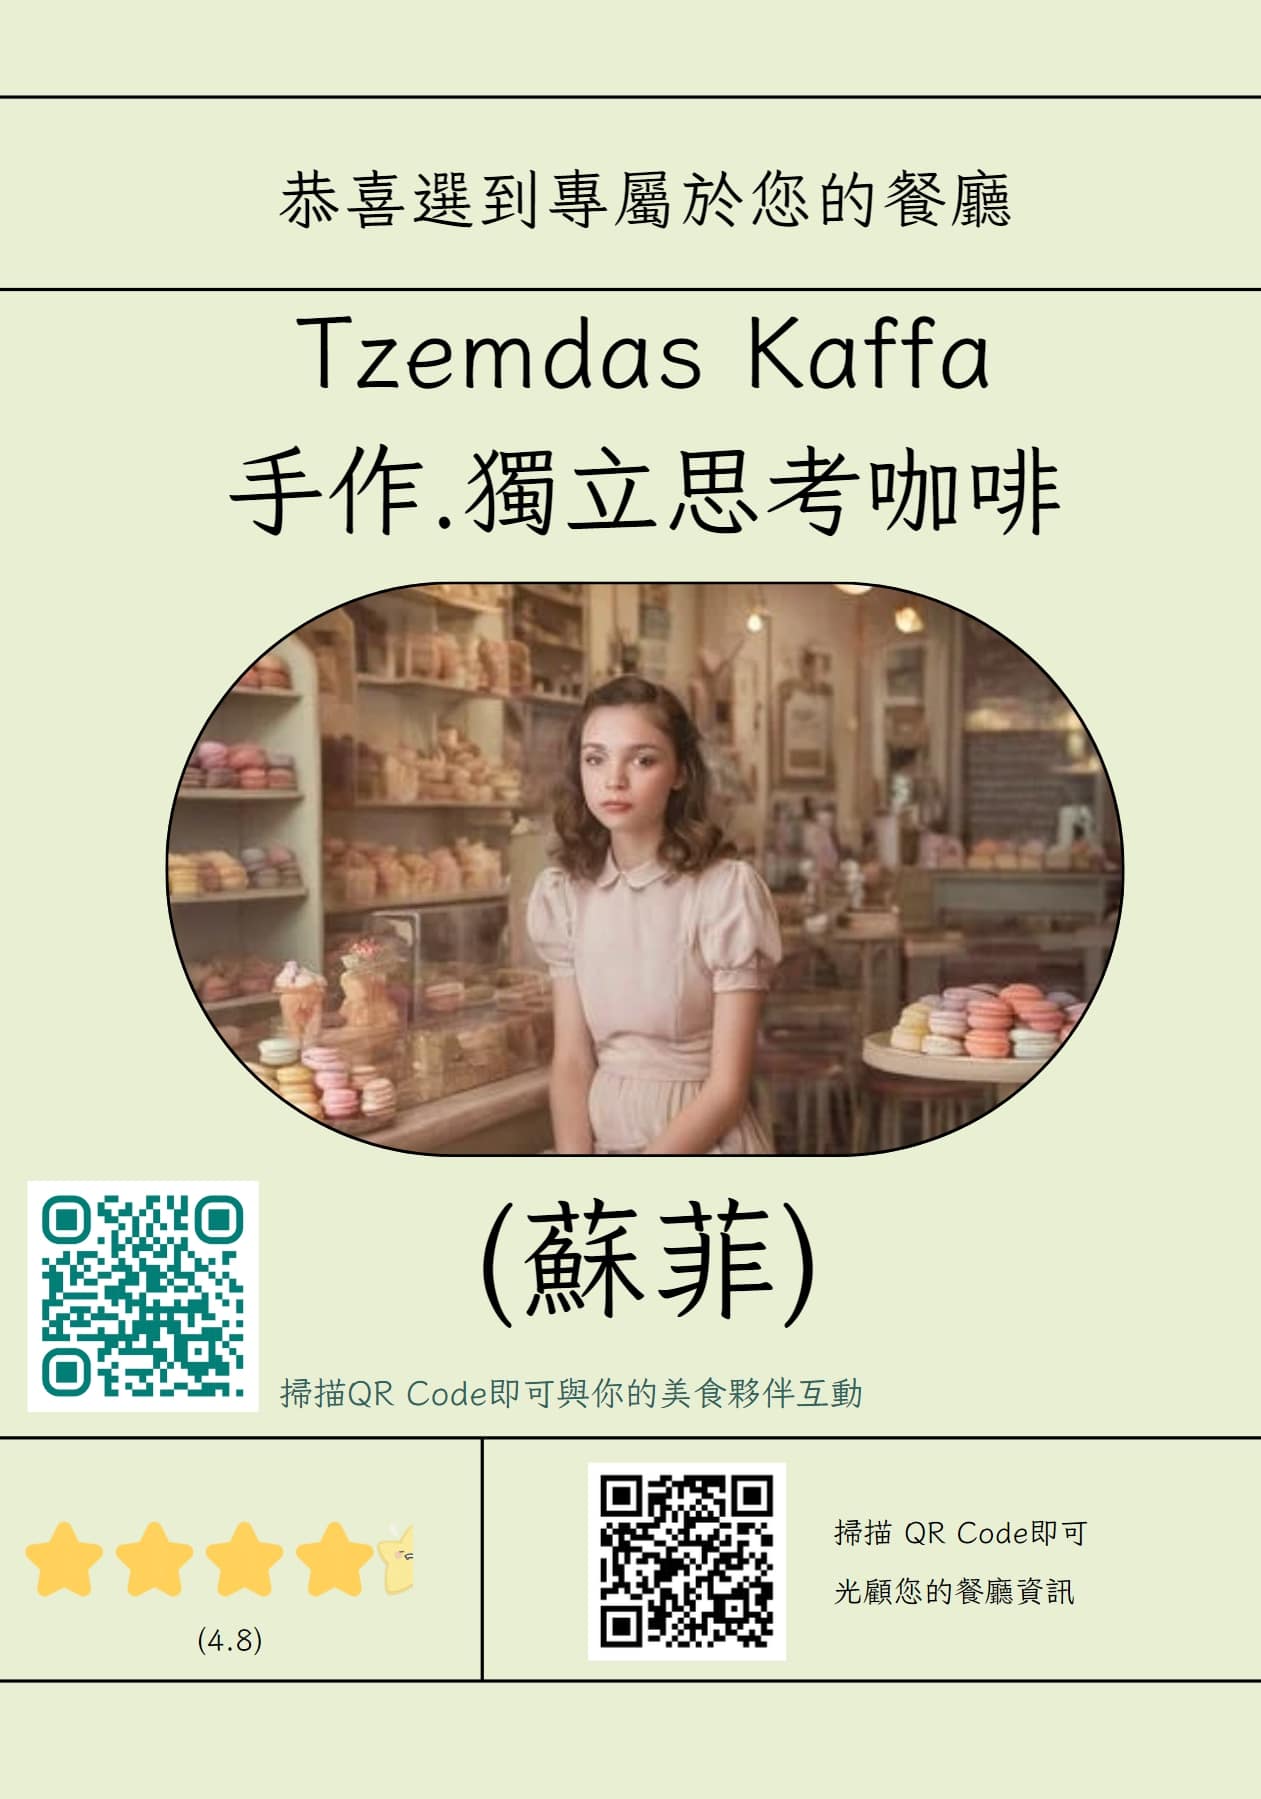 恭喜選到專屬於您的餐廳
Tzemdas Kaffa
手作.獨立思考咖啡
(蘇菲)
掃描QR Code即可與你的美食夥伴互動
(4.8)
掃描 QR Code即可
光顧您的餐廳資訊